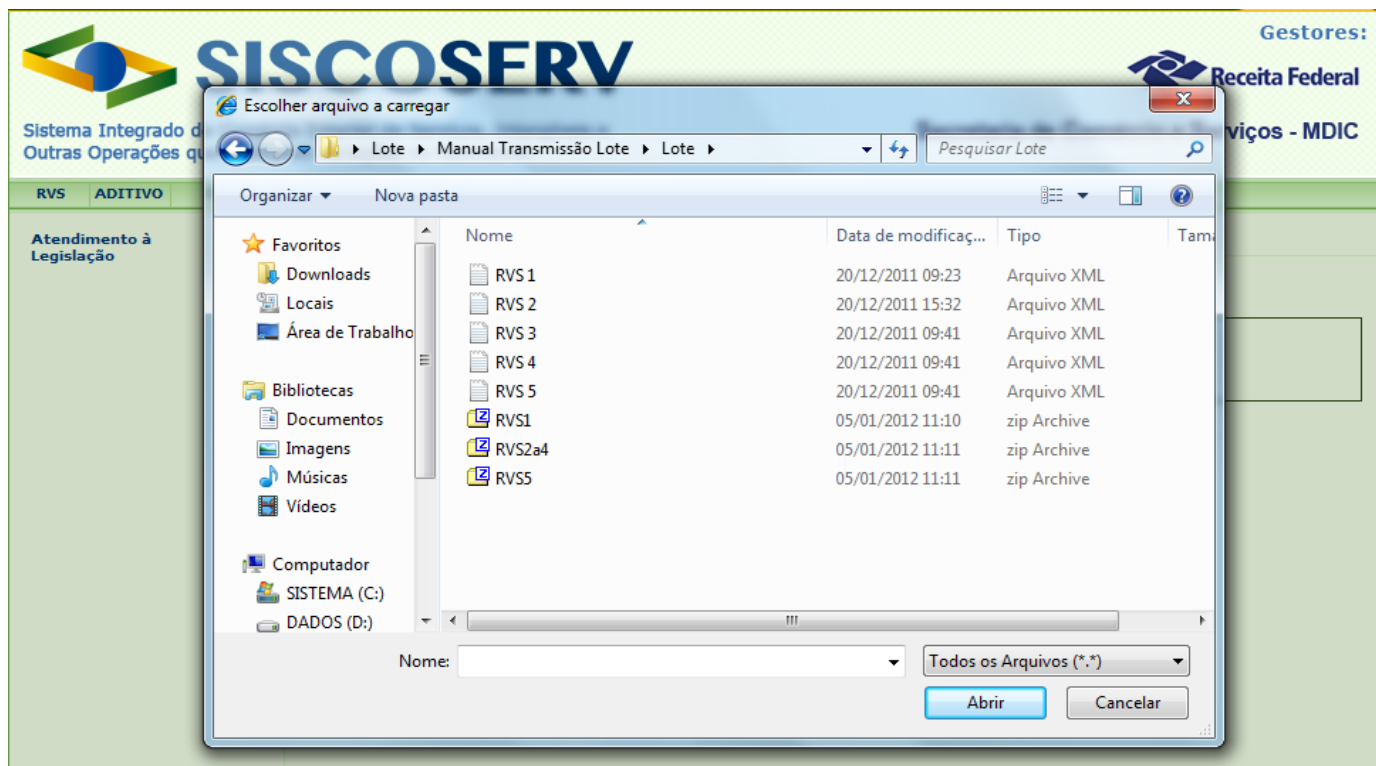 Gestores:
SISCOSERV
Receita Federal
Escolher arquivo a carregar
Sistema Integrado d
viços - MDIC
Outras Operações qu
Lote Manual Transmissão Lote Lote
Pesquisar Lote
RVS ADITIVO
Organizar Nova pasta
Atendimento à
Legislação
Favoritos
Downloads
Locais
Área de Trabalho
Bibliotecas
Documentos
Imagens
Músicas
Vídeos
Computador
SISTEMA (C:)
DADOS (D:)
Nome Data de modificaç... Tipo Tama
RVS 1 20/12/2011 09:23 Arquivo XML
RVS 2 20/12/2011 15:32 Arquivo XML
RVS 3 20/12/2011 09:41 Arquivo XML
RVS 4 20/12/2011 09:41 Arquivo XML
RVS 5 20/12/2011 09:41 Arquivo XML
RVS1 05/01/2012 11:10 zip Archive
RVS2a4 05/01/2012 11:11 zip Archive
RVS5 05/01/2012 11:11 zip Archive
Nome: Todos os Arquivos (*.*)
Abrir Cancelar